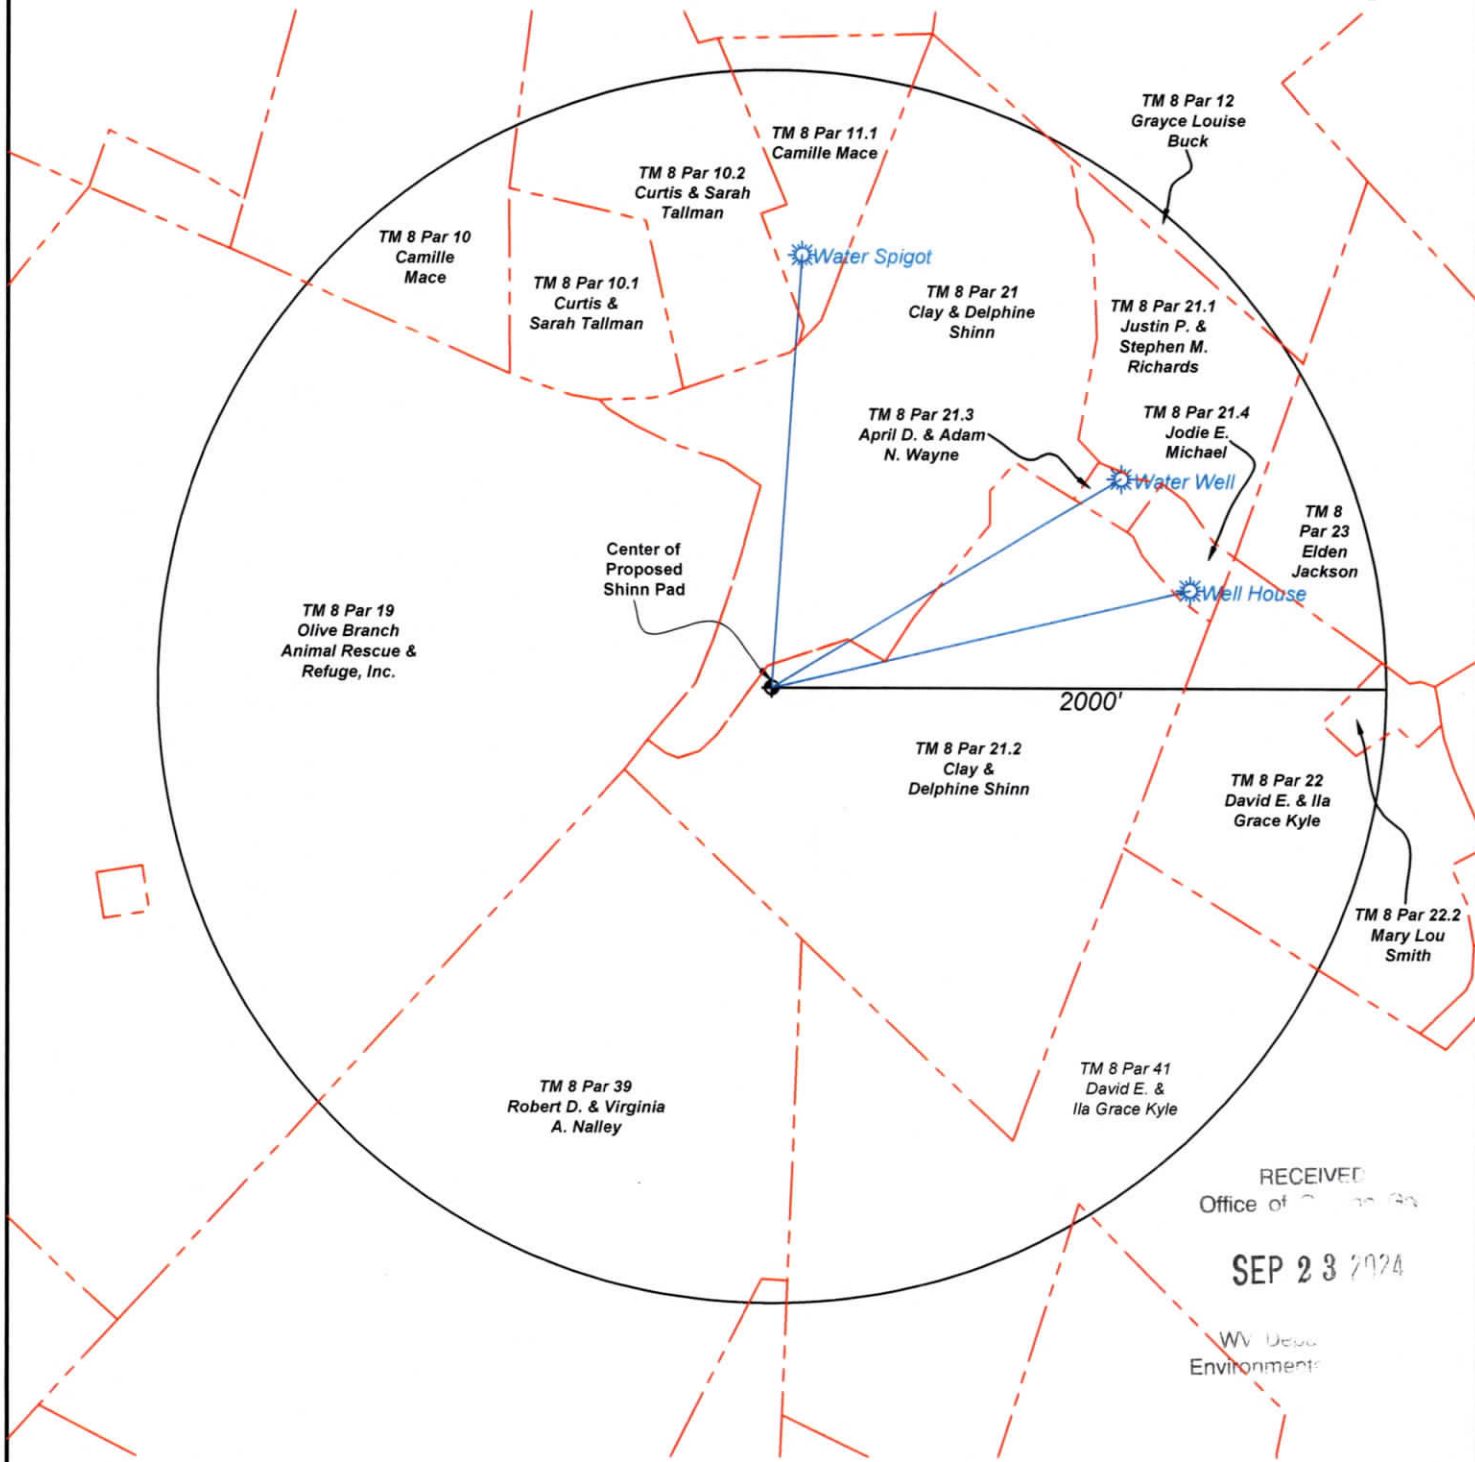 TM 8 Par 12
Grayce Louise
Buck
TM 8 Par 11.1
Camille Mace
TM 8 Par 10.2
Curtis & Sarah
Tallman
TM 8 Par 10
Camille
Mace
TM 8 Par 10.1
Curtis &
Sarah Tallman
Water Spigot
TM 8 Par 21
Clay & Delphine
Shinn
TM 8 Par 21.1
Justin P. &
Stephen M.
Richards
TM 8 Par 21.3
April D. & Adam
N. Wayne
TM 8 Par 21.4
Jodie E.
Michael
Water Well
TM 8
Par 23
Elden
Jackson
Center of
Proposed
Shinn Pad
Well House
TM 8 Par 19
Olive Branch
Animal Rescue &
Refuge, Inc.
2000'
TM 8 Par 21.2
Clay &
Delphine Shinn
TM 8 Par 22
David E. & Ila
Grace Kyle
TM 8 Par 22.2
Mary Lou
Smith
TM 8 Par 39
Robert D. & Virginia
A. Nalley
TM 8 Par 41
David E. &
Ila Grace Kyle
RECEIVED
Office of
SEP 23 2024
WV